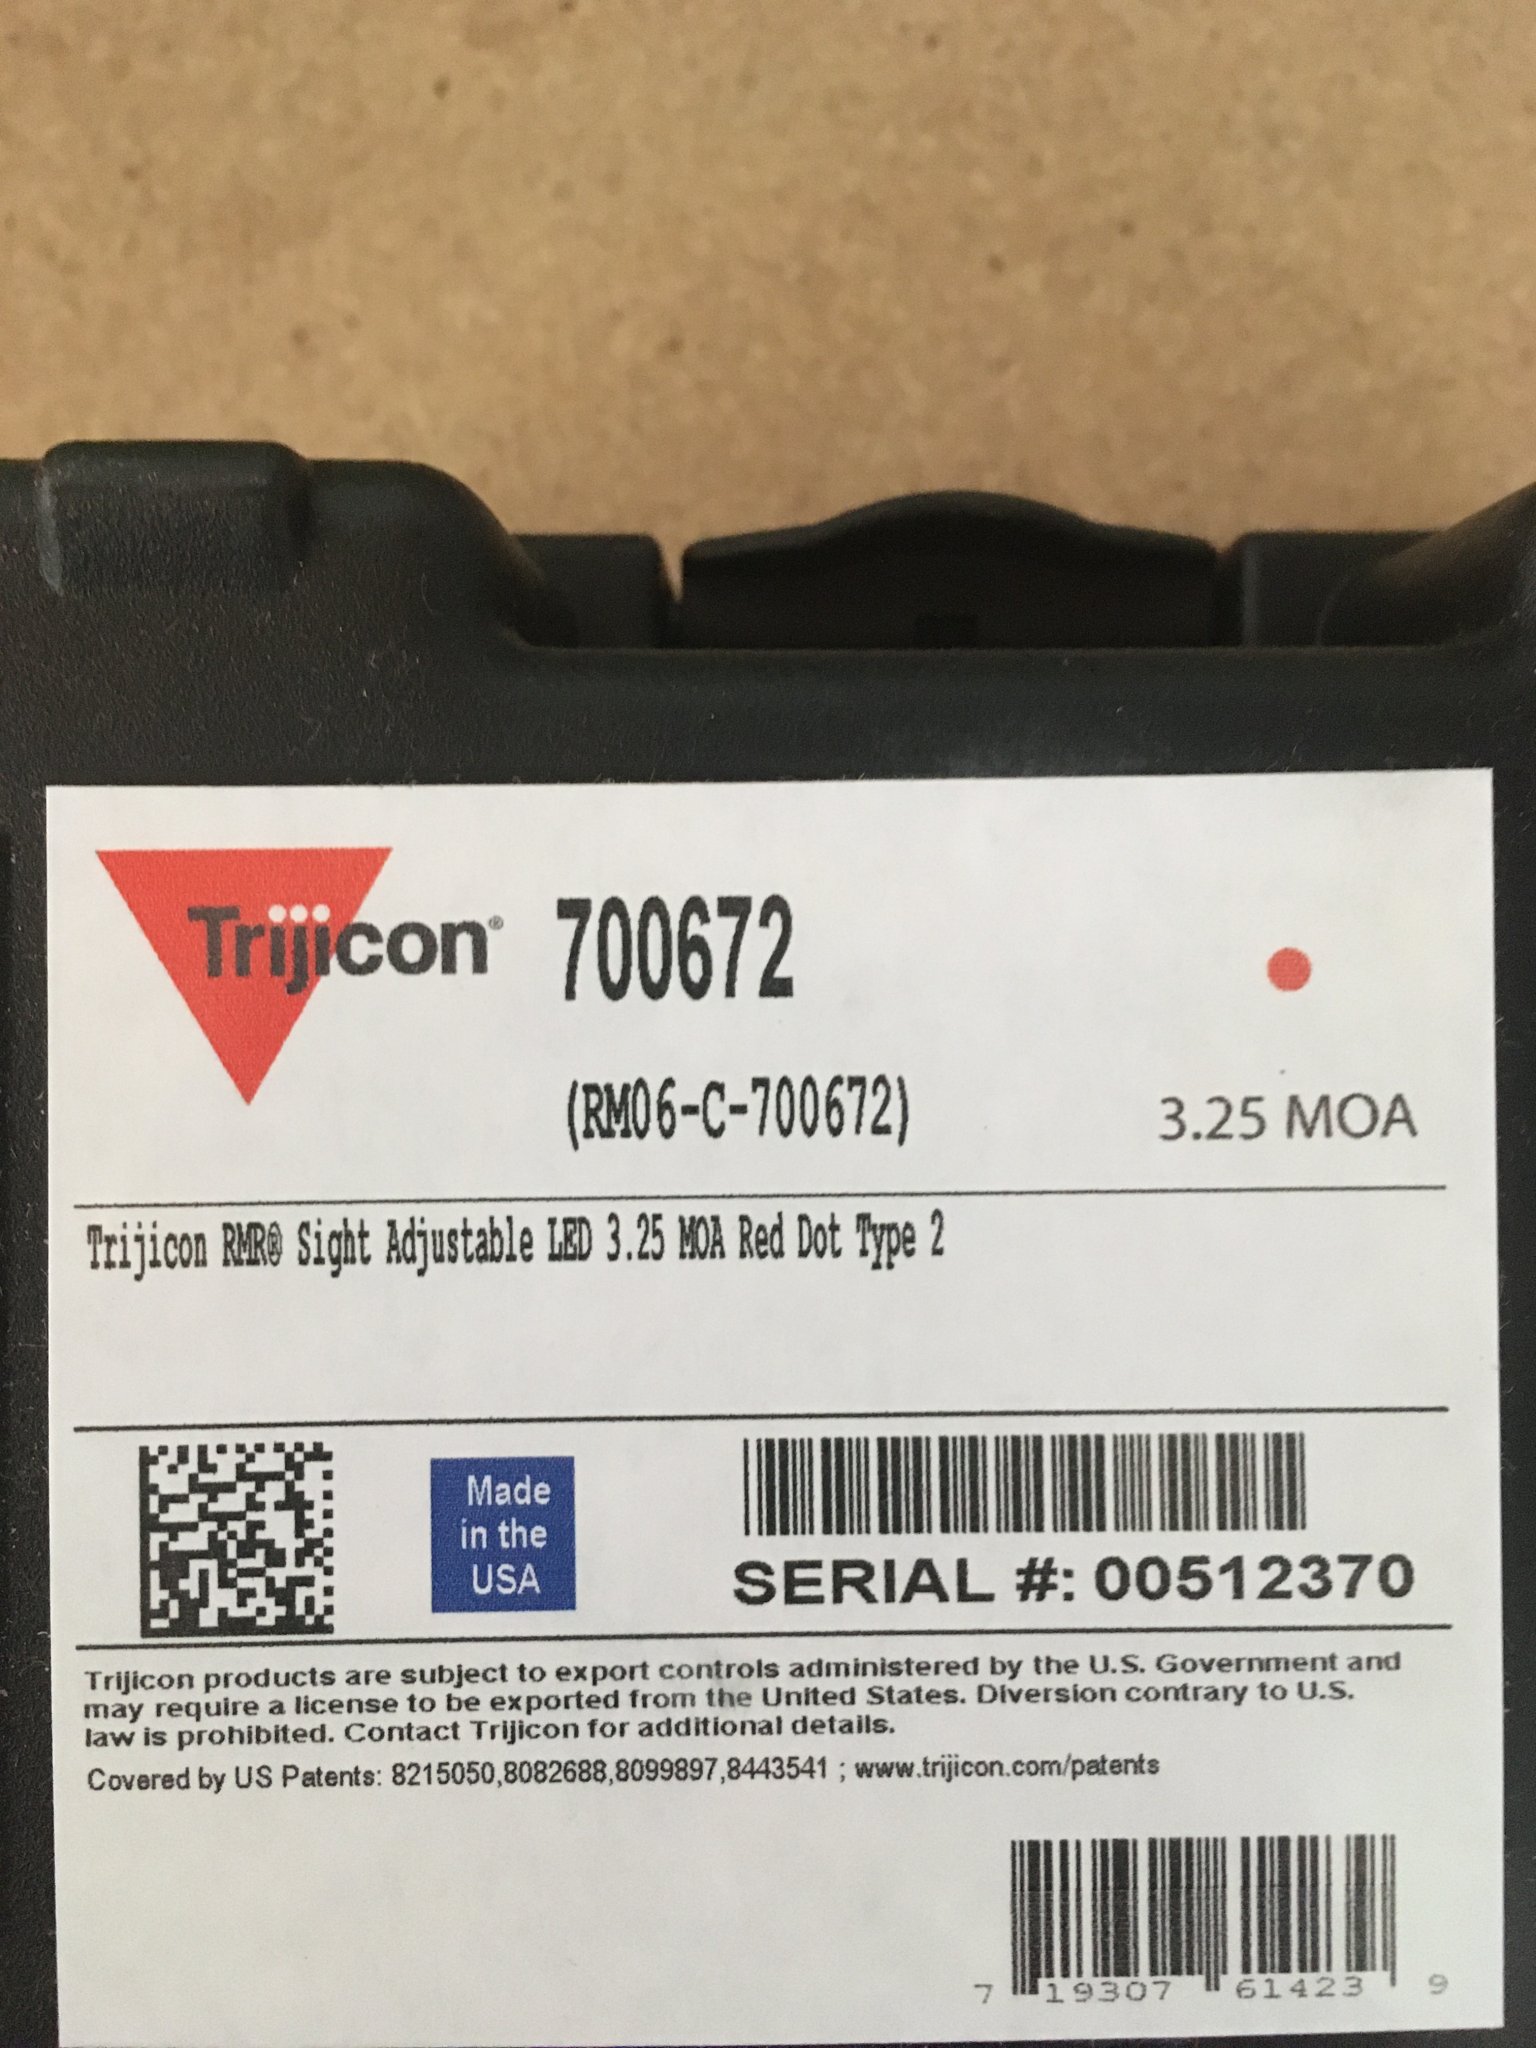 Trijicon®
700672
(RM06-C-700672)
3.25 MOA
Trijicon RMR® Sight Adjustable LED 3.25 MOA Red Dot Type 2
Made
in the
USA
SERIAL #: 00512370
Trijicon products are subject to export controls administered by the U.S. Government and
may require a license to be exported from the United States. Diversion contrary to U.S.
law is prohibited. Contact Trijicon for additional details.
Covered by US Patents: 8215050,8082688,8099897,8443541 ; www.trijicon.com/patents
7 19307 61423 9